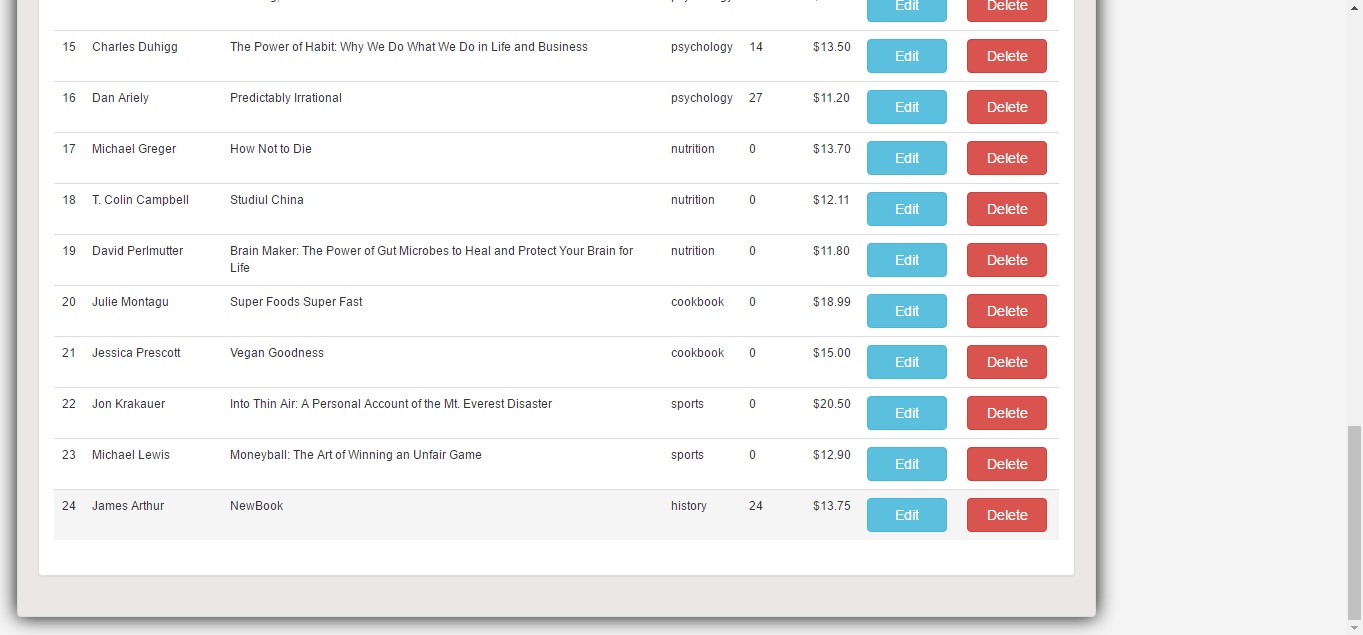 Edit Delete
15 Charles Duhigg The Power of Habit: Why We Do What We Do in Life and Business psychology 14 $13.50 Edit Delete
16 Dan Ariely Predictably Irrational psychology 27 $11.20 Edit Delete
17 Michael Greger How Not to Die nutrition 0 $13.70 Edit Delete
18 T. Colin Campbell Studiul China nutrition 0 $12.11 Edit Delete
19 David Perlmutter Brain Maker: The Power of Gut Microbes to Heal and Protect Your Brain for nutrition 0 $11.80 Edit Delete
Life
20 Julie Montagu Super Foods Super Fast cookbook 0 $18.99 Edit Delete
21 Jessica Prescott Vegan Goodness cookbook 0 $15.00 Edit Delete
22 Jon Krakauer Into Thin Air: A Personal Account of the Mt. Everest Disaster sports 0 $20.50 Edit Delete
23 Michael Lewis Moneyball: The Art of Winning an Unfair Game sports 0 $12.90 Edit Delete
24 James Arthur NewBook history 24 $13.75 Edit Delete